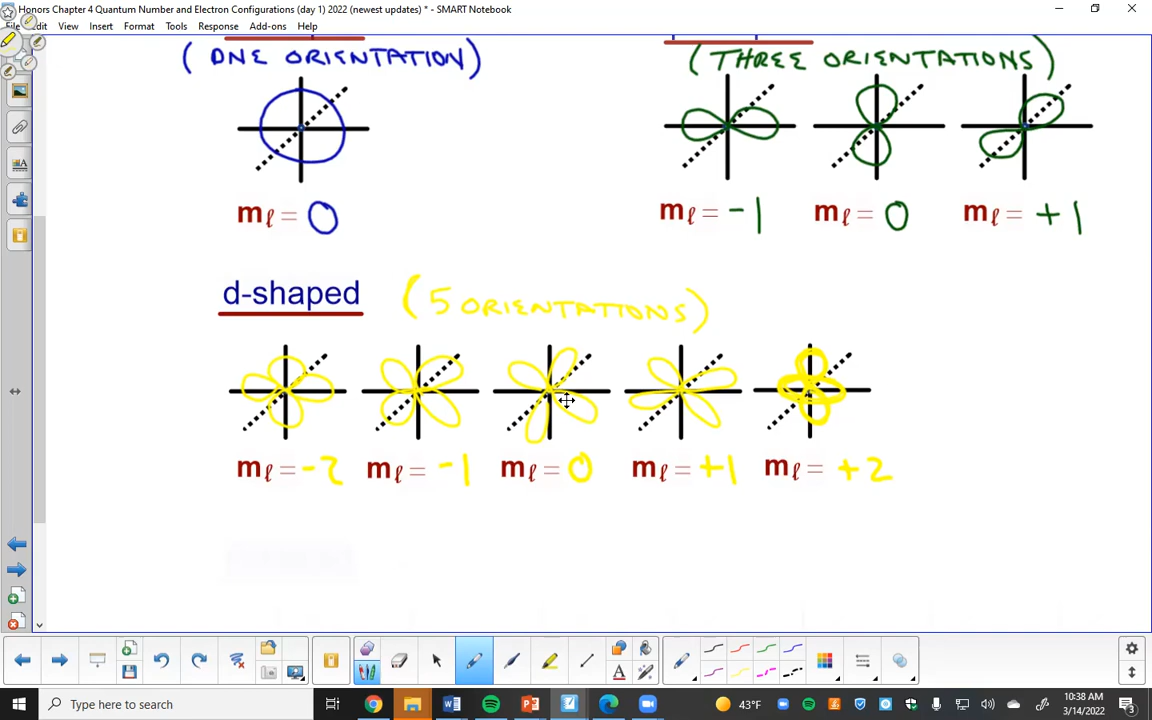 Honors Chapter 4 Quantum Number and Electron Configurations (day 1) 2022 (newest updates) * - SMART Notebook
File Edit View Insert Format Tools Response Add-ons Help
(ONE ORIENTATION)
(THREE ORIENTATIONS)
mℓ = 0
mℓ = -1
mℓ = 0
mℓ = +1
d-shaped (5 ORIENTATIONS)
mℓ = -2
mℓ = -1
mℓ = 0
mℓ = +1
mℓ = +2
Type here to search
43°F
10:38 AM
3/14/2022
3